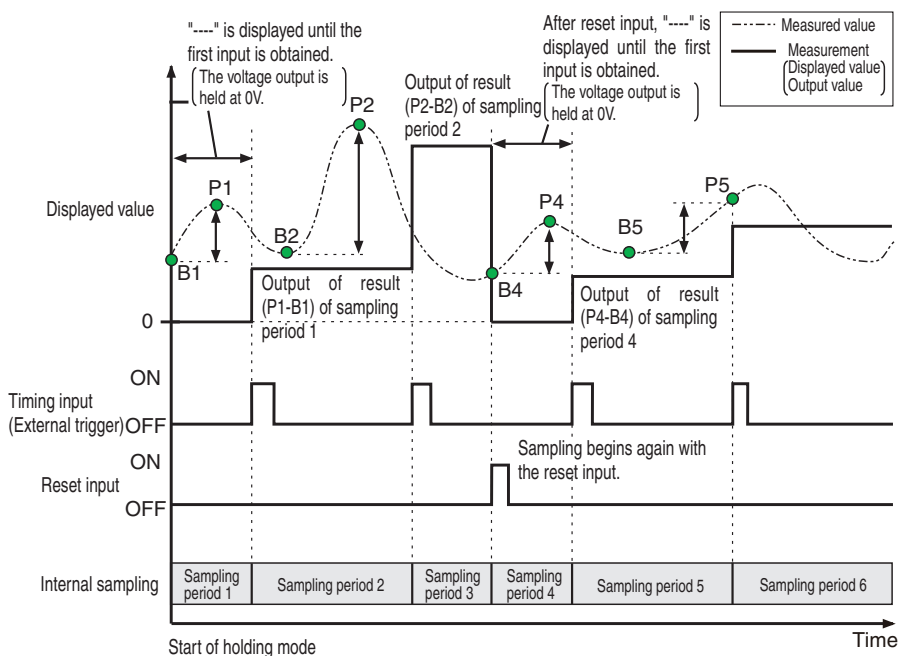 "----" is displayed until the
first input is obtained.
The voltage output is
held at 0V.
After reset input, "----" is
displayed until the first
input is obtained.
The voltage output is
held at 0V.
Measured value
Measurement
Displayed value
Output value
Output of result
(P2-B2) of sampling
period 2
P2
P1
P4
P5
B5
B2
B1
B4
Displayed value
Output of result
(P1-B1) of sampling
period 1
Output of result
(P4-B4) of sampling
period 4
0
ON
Timing input
(External trigger)
OFF
ON
Sampling begins again with
the reset input.
Reset input
OFF
Internal sampling
Sampling
period 1
Sampling period 2
Sampling
period 3
Sampling
period 4
Sampling period 5
Sampling period 6
Start of holding mode
Time